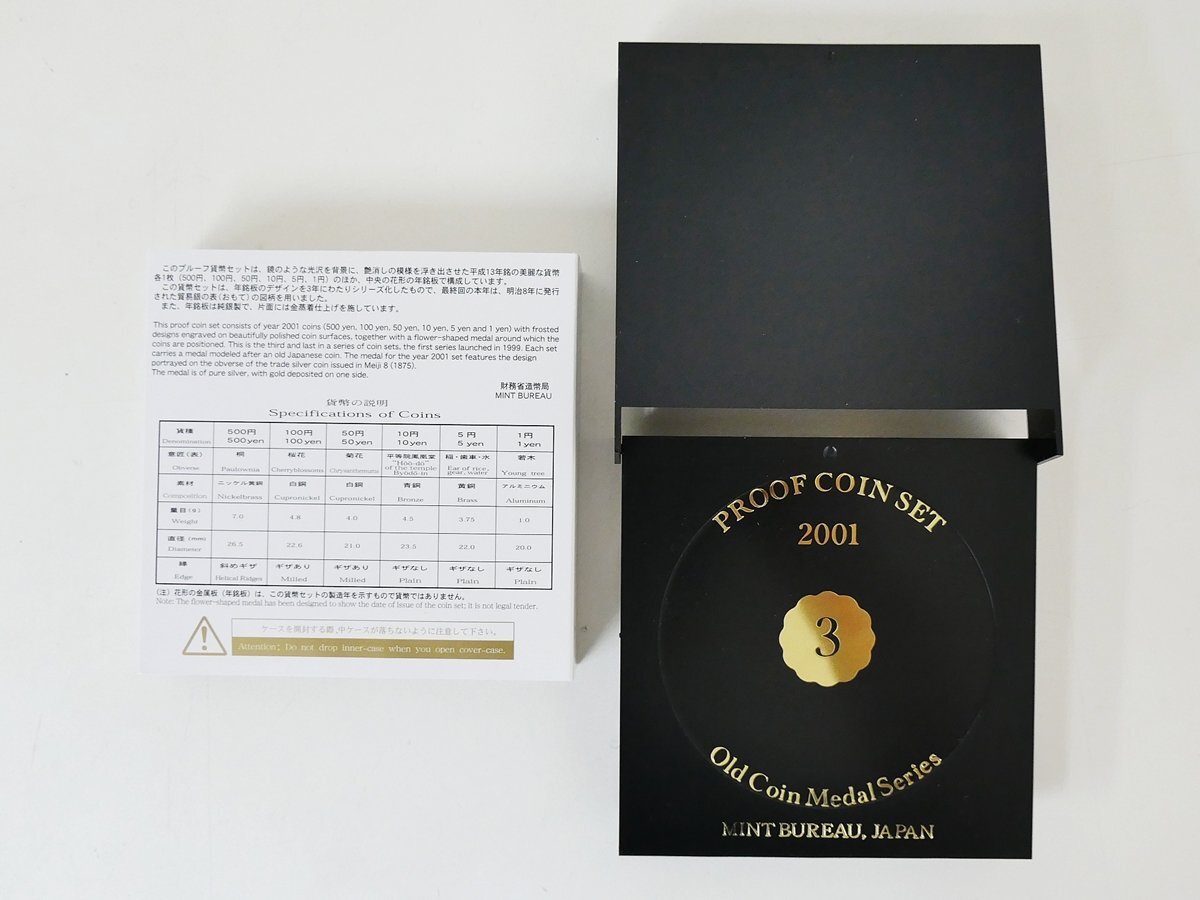 このプルーフ貨幣セットは、鏡のような光沢を背景に、艶消しの模様を浮き出させた平成13年銘の美麗な貨幣
各1枚（500円、100円、50円、10円、5円、1円）のほか、中央の花形の年銘板で構成しています。
この貨幣セットは、年銘板のデザインを3年にわたりシリーズ化したもので、最終回の本年は、明治8年に発行
された貿易銀の表（おもて）の図柄を用いました。
また、年銘板は純銀製で、片面には金蒸着仕上げを施しています。
This proof coin set consists of year 2001 coins (500 yen, 100 yen, 50 yen, 10 yen, 5 yen and 1 yen) with frosted
designs engraved on beautifully polished coin surfaces, together with a flower-shaped medal around which the
coins are positioned. This is the third and last in a series of coin sets, the first series launched in 1999. Each set
carries a medal modeled after an old Japanese coin. The medal for the year 2001 set features the design
portrayed on the obverse of the trade silver coin issued in Meiji 8 (1875).
The medal is of pure silver, with gold deposited on one side.
財務省造幣局
MINT BUREAU
貨幣の説明
Specifications of Coins
貨種 500円 100円 50円 10円 5円 1円
Denomination 500yen 100yen 50yen 10yen 5yen 1yen
意匠(表) 桐 桜花 菊花 平等院鳳凰堂 稲・歯車・水 若木
Obverse Paulownia Cherryblossoms Chrysanthemums "Hōō-dō" of the temple Byōdō-in Ear of rice, gear, water Young tree
素材 ニッケル黄銅 白銅 白銅 青銅 黄銅 アルミニウム
Composition Nickelbrass Cupronickel Cupronickel Bronze Brass Aluminum
量目(g) 7.0 4.8 4.0 4.5 3.75 1.0
Weight
直径(mm) 26.5 22.6 21.0 23.5 22.0 20.0
Diameter
縁 斜めギザ ギザあり ギザあり ギザなし ギザなし ギザなし
Edge Helical Ridges Milled Milled Plain Plain Plain
(注) 花形の金属板（年銘板）は、この貨幣セットの製造年を示すもので貨幣ではありません。
Note: The flower-shaped medal has been designed to show the date of issue of the coin set; it is not legal tender.
ケースを開封する際、中ケースが落ちないように注意して下さい。
Attention; Do not drop inner-case when you open cover-case.
PROOF COIN SET
2001
3
Old Coin Medal Series
MINT BUREAU, JAPAN